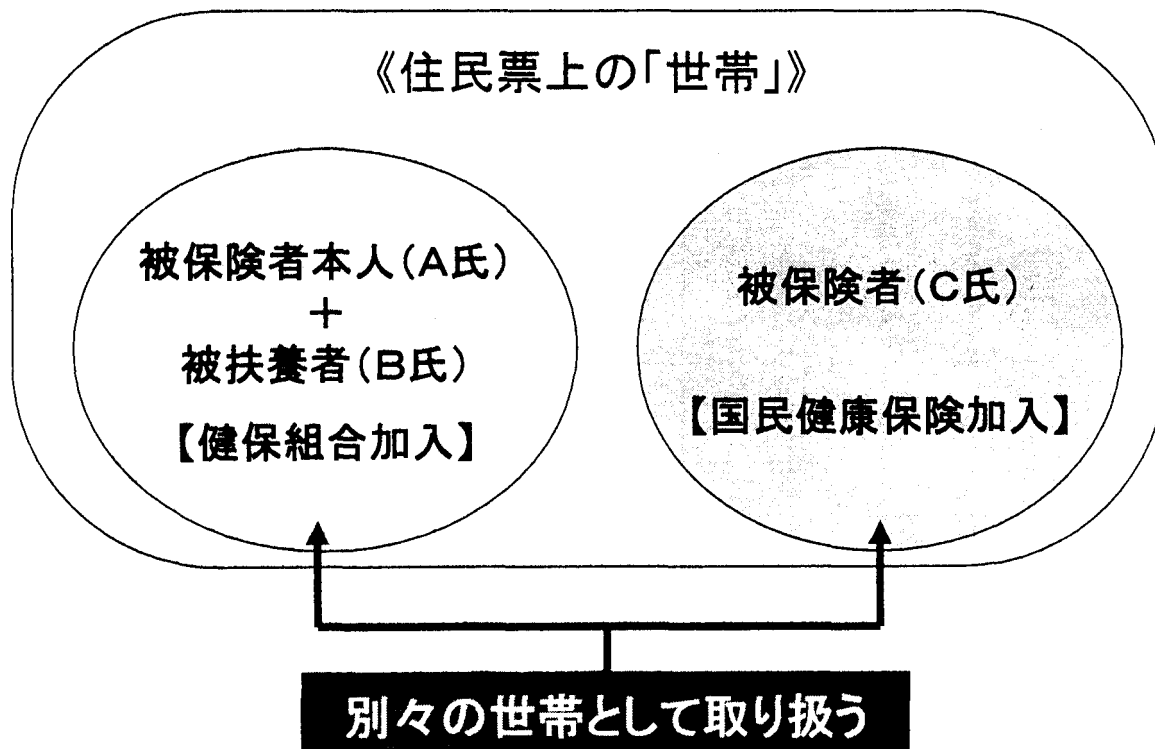 《住民票上の「世帯」》
被保険者本人(A氏)
+
被扶養者(B氏)
【健保組合加入】
被保険者(C氏)
【国民健康保険加入】
別々の世帯として取り扱う